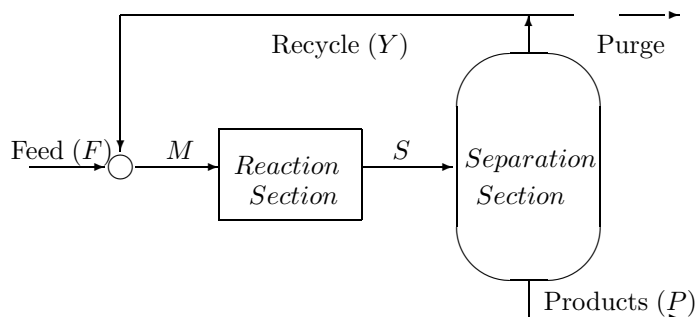 Recycle (Y)
Purge
Feed (F)
M
Reaction
Section
S
Separation
Section
Products (P)